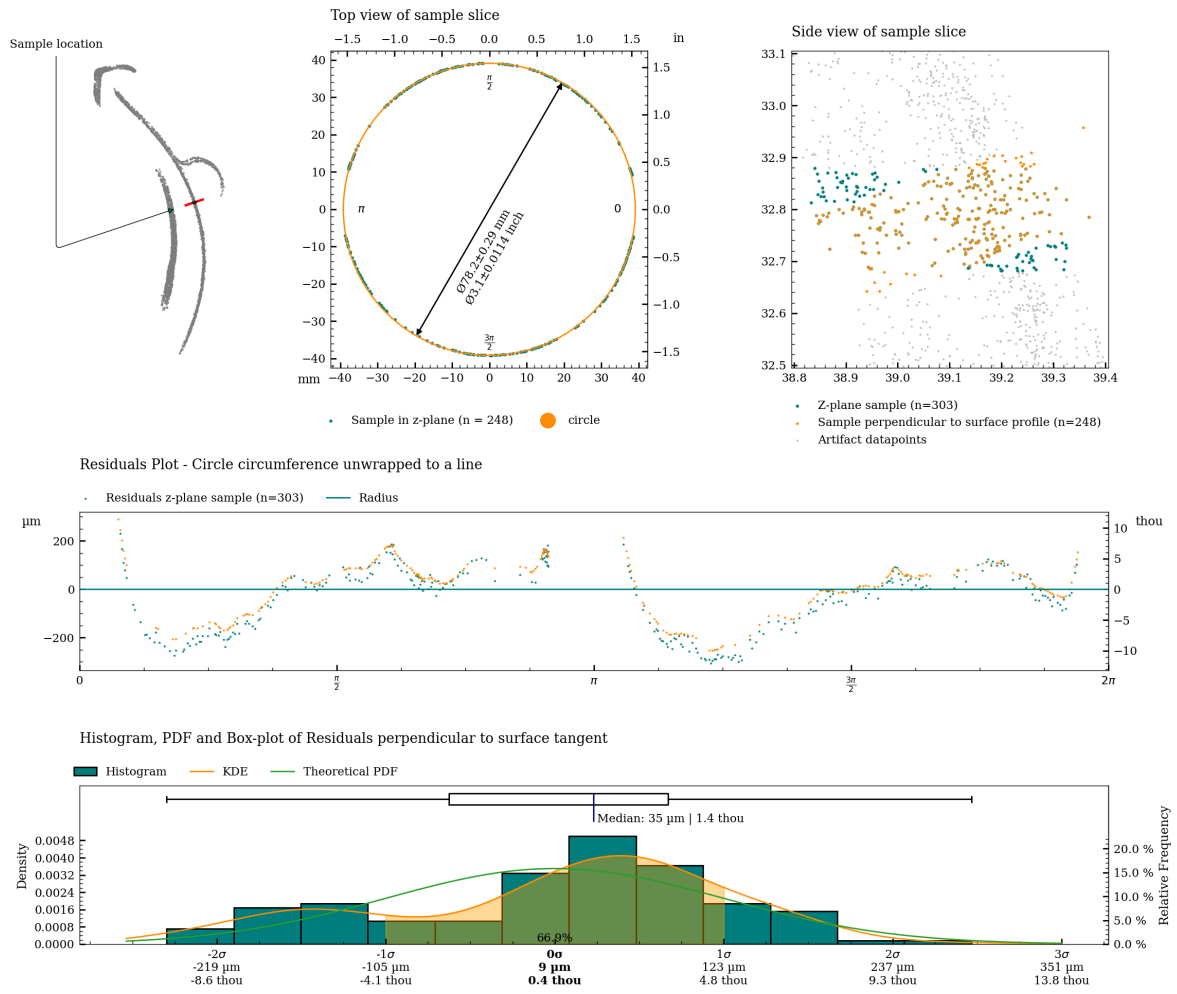 Sample location
Top view of sample slice
−1.5 −1.0 −0.5 0.0 0.5 1.0 1.5 in
40
30
20
10
0
−10
−20
−30
−40
1.5
1.0
0.5
0.0
−0.5
−1.0
−1.5
π/2
π
0
3π/2
Ø78.2±0.29 mm
Ø3.1±0.0114 inch
mm −40 −30 −20 −10 0 10 20 30 40
Sample in z-plane (n = 248) circle
Side view of sample slice
33.1
33.0
32.9
32.8
32.7
32.6
32.5
38.8 38.9 39.0 39.1 39.2 39.3 39.4
Z-plane sample (n=303)
Sample perpendicular to surface profile (n=248)
Artifact datapoints
Residuals Plot - Circle circumference unwrapped to a line
Residuals z-plane sample (n=303) Radius
µm
200
0
−200
thou
10
5
0
−5
−10
0 π/2 π 3π/2 2π
Histogram, PDF and Box-plot of Residuals perpendicular to surface tangent
Histogram KDE Theoretical PDF
Median: 35 µm | 1.4 thou
Density
0.0048
0.0040
0.0032
0.0024
0.0016
0.0008
0.0000
Relative Frequency
20.0 %
15.0 %
10.0 %
5.0 %
0.0 %
66.9%
-2σ -1σ 0σ 1σ 2σ 3σ
-219 µm -105 µm 9 µm 123 µm 237 µm 351 µm
-8.6 thou -4.1 thou 0.4 thou 4.8 thou 9.3 thou 13.8 thou